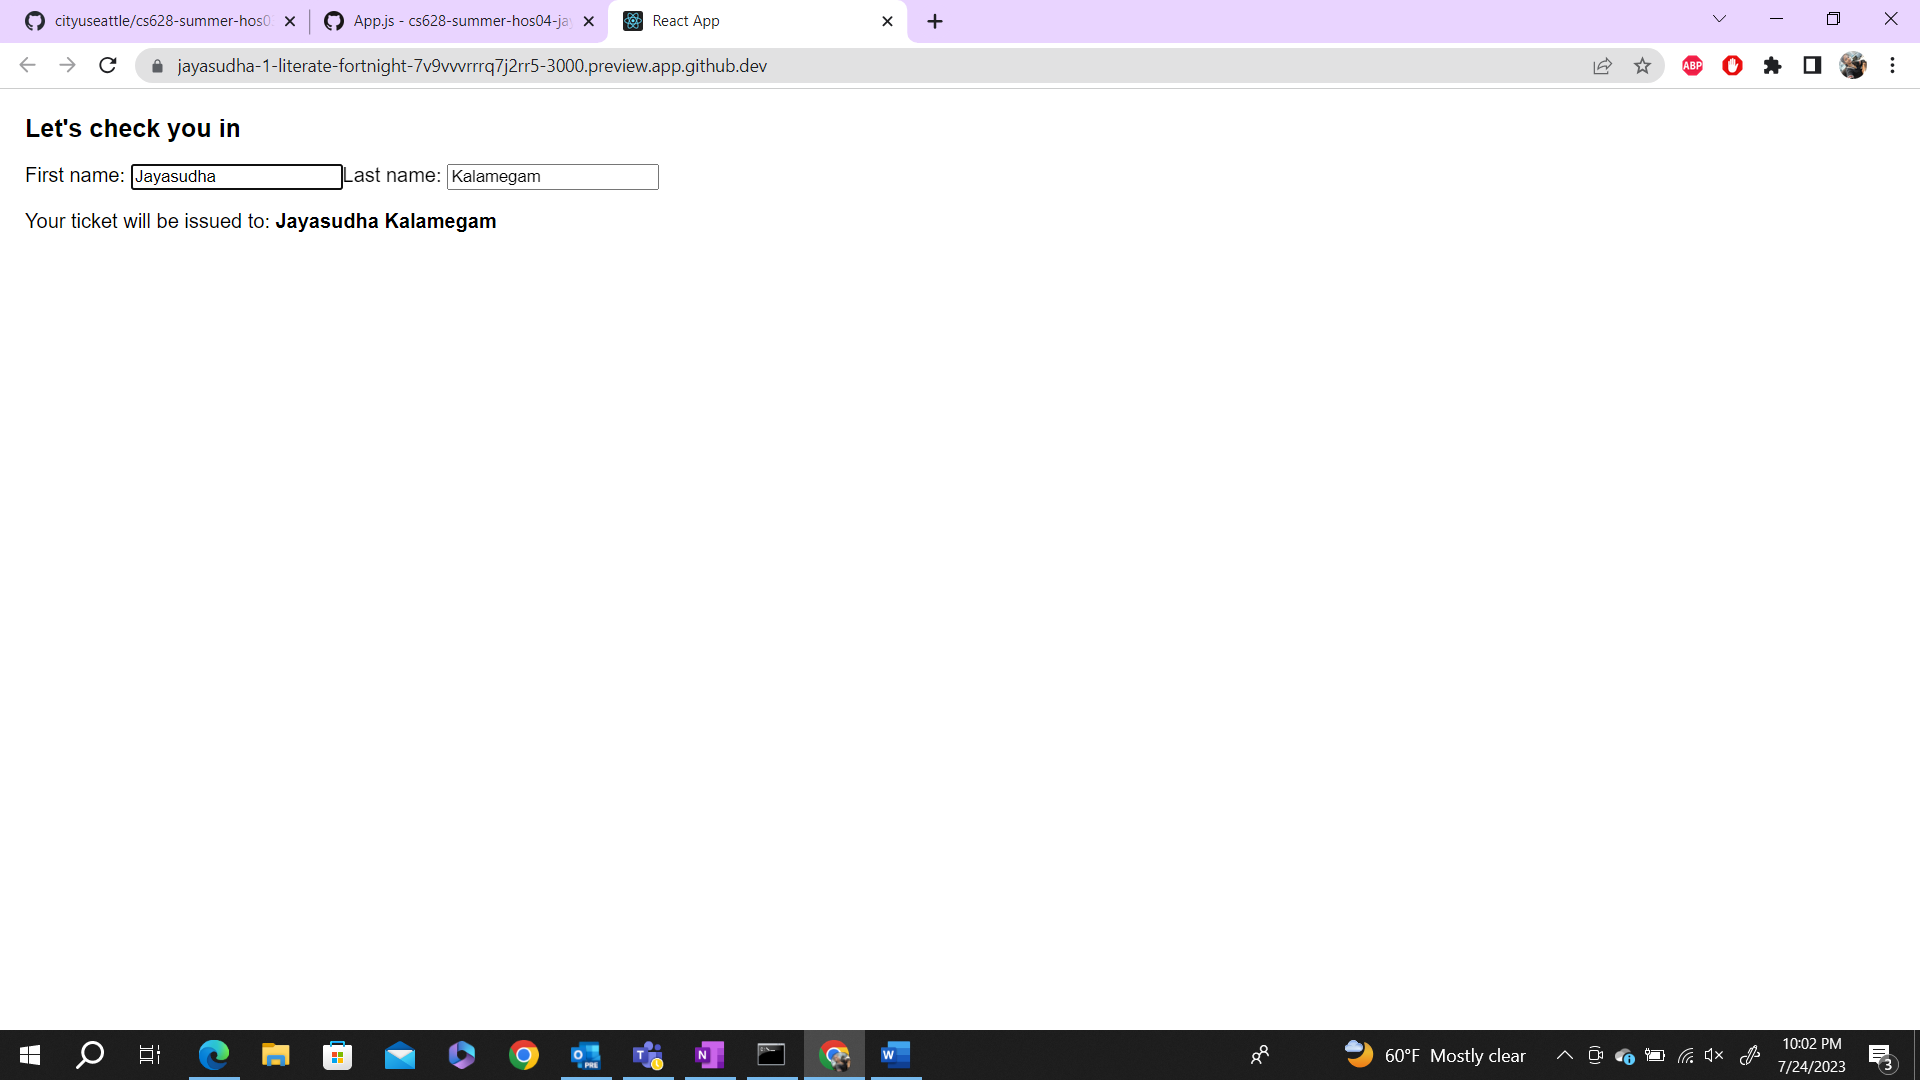 cityuseattle/cs628-summer-hos0
App.js - cs628-summer-hos04-ja
React App
jayasudha-1-literate-fortnight-7v9vvvrrrq7j2rr5-3000.preview.app.github.dev
ABP
Let's check you in
First name: Jayasudha Last name: Kalamegam
Your ticket will be issued to: Jayasudha Kalamegam
60°F Mostly clear
10:02 PM
7/24/2023
3